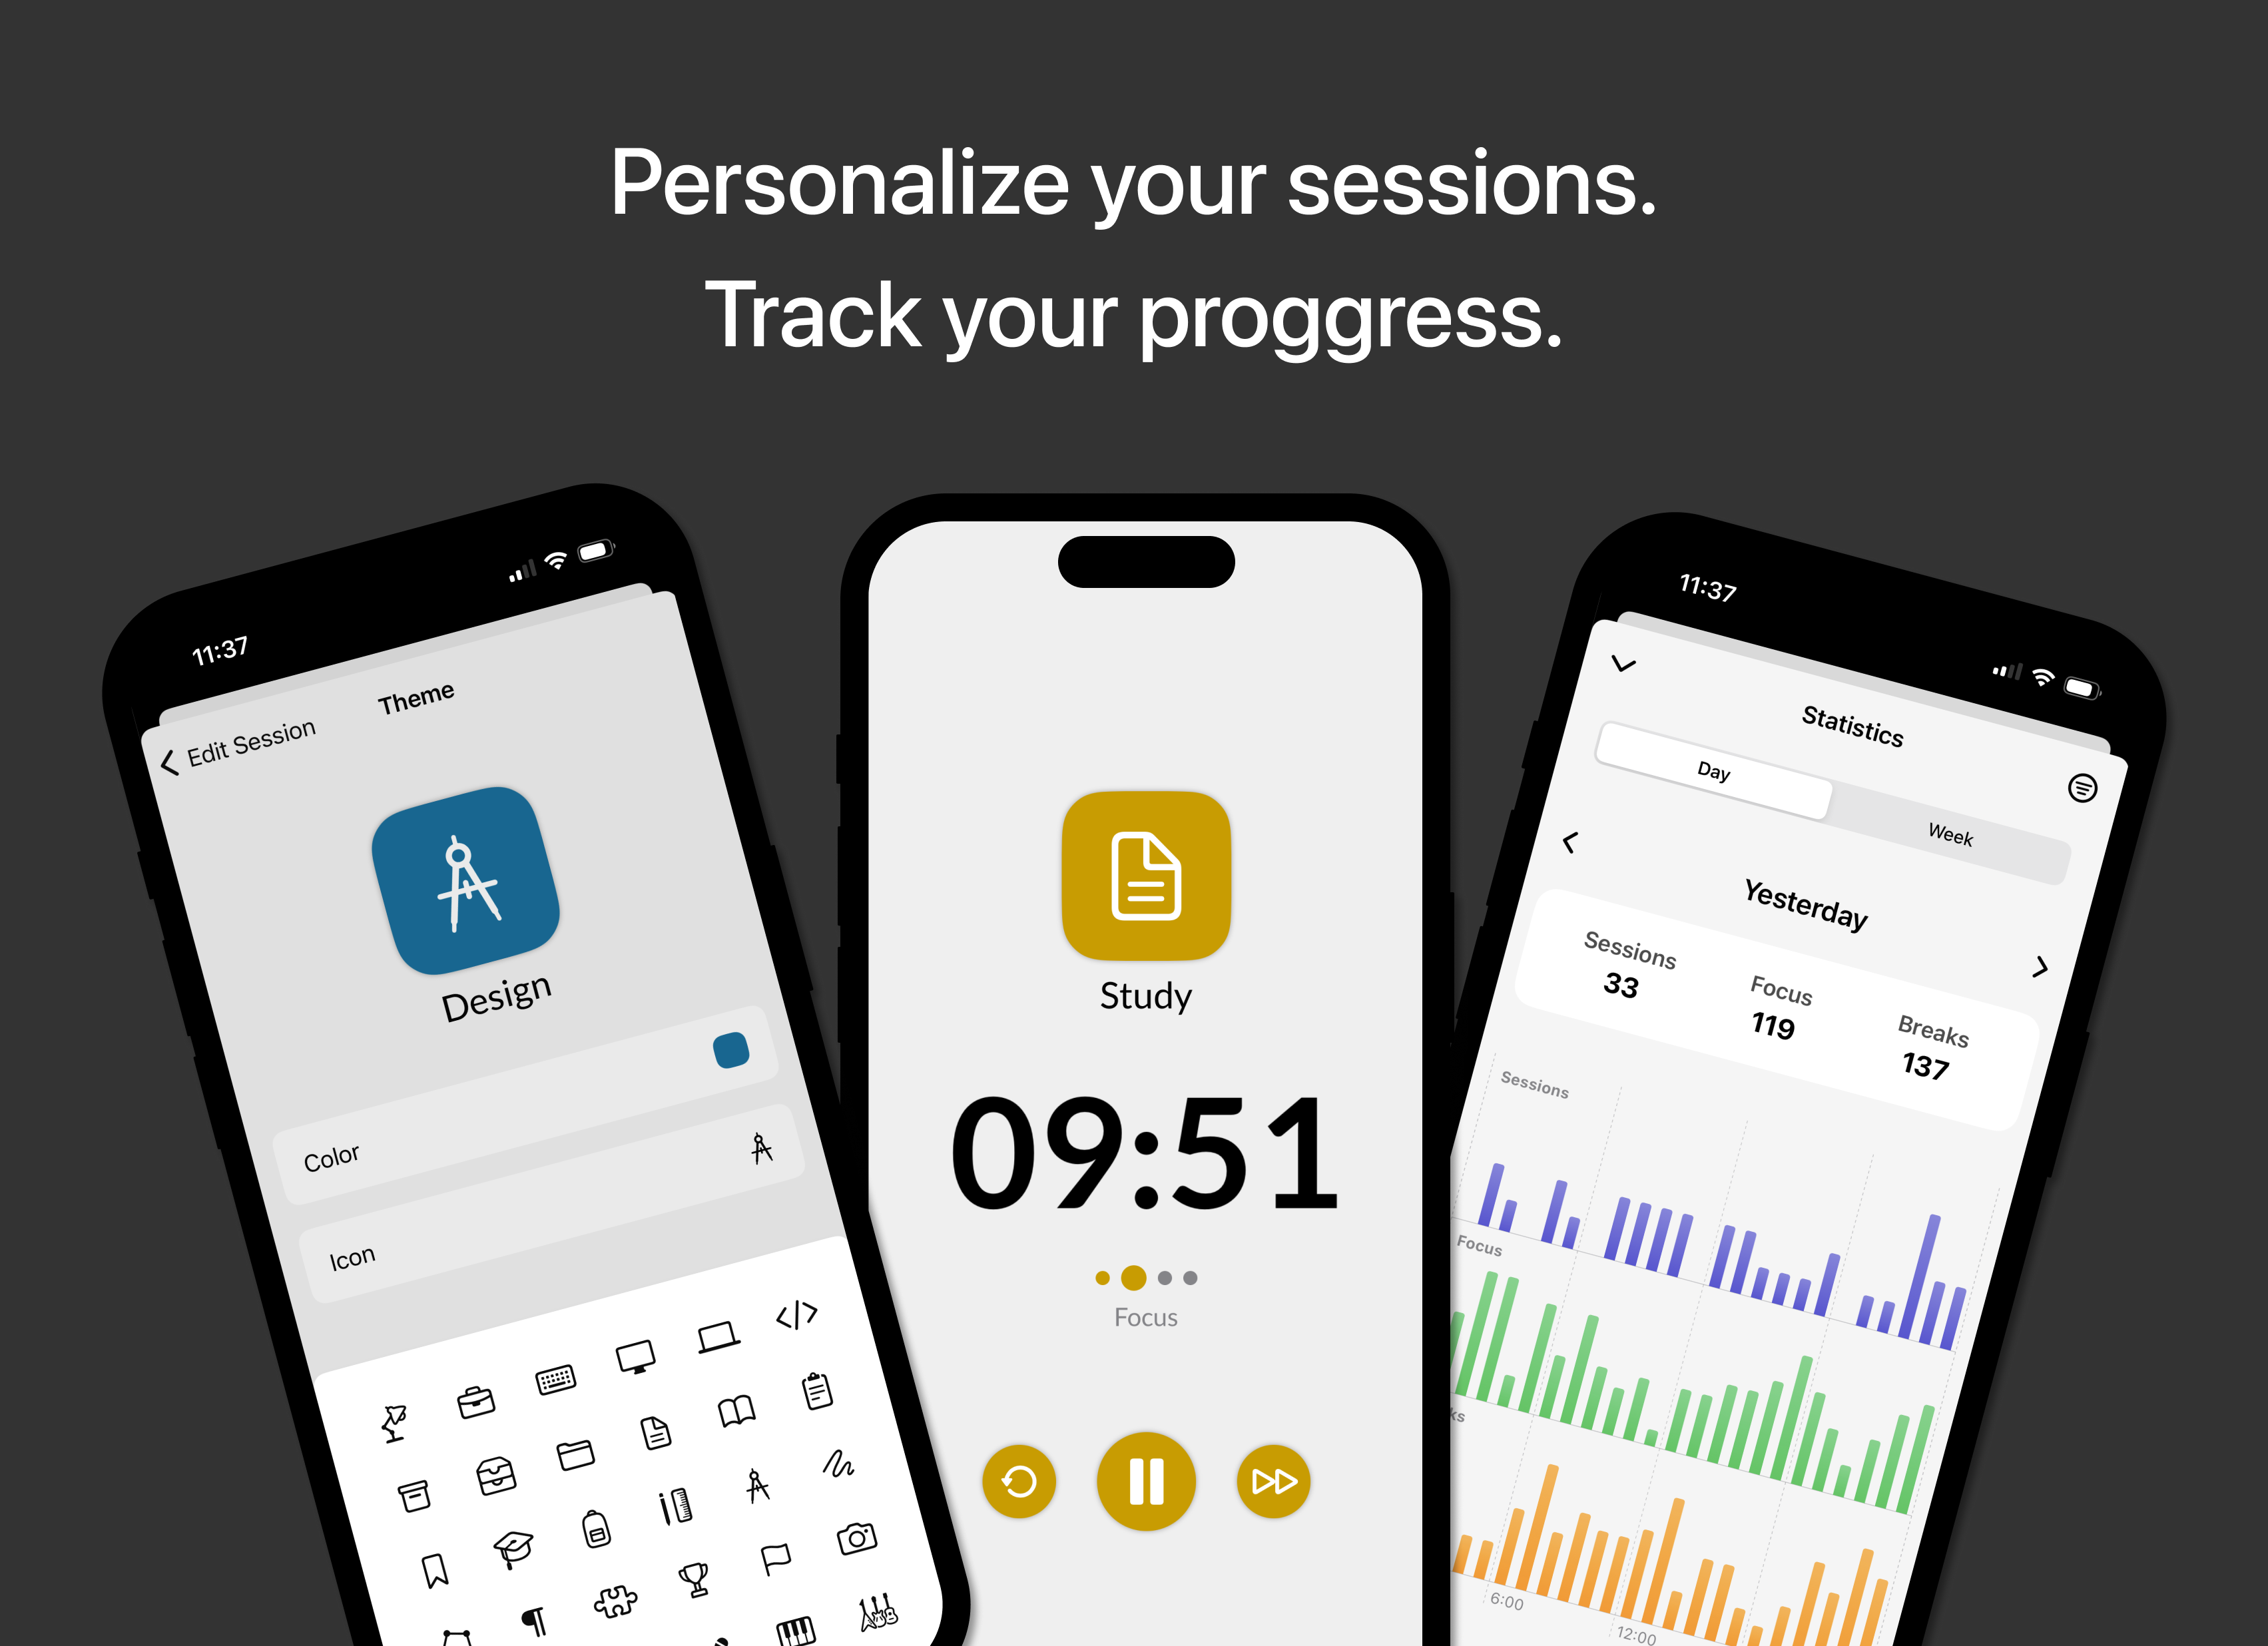 Personalize your sessions.
Track your proggress.
11:37
Edit Session
Theme
Design
Color
Icon
Study
09:51
Focus
11:37
Statistics
Day
Week
Yesterday
Sessions
33
Focus
119
Breaks
137
Sessions
Focus
ks
6:00
12:00